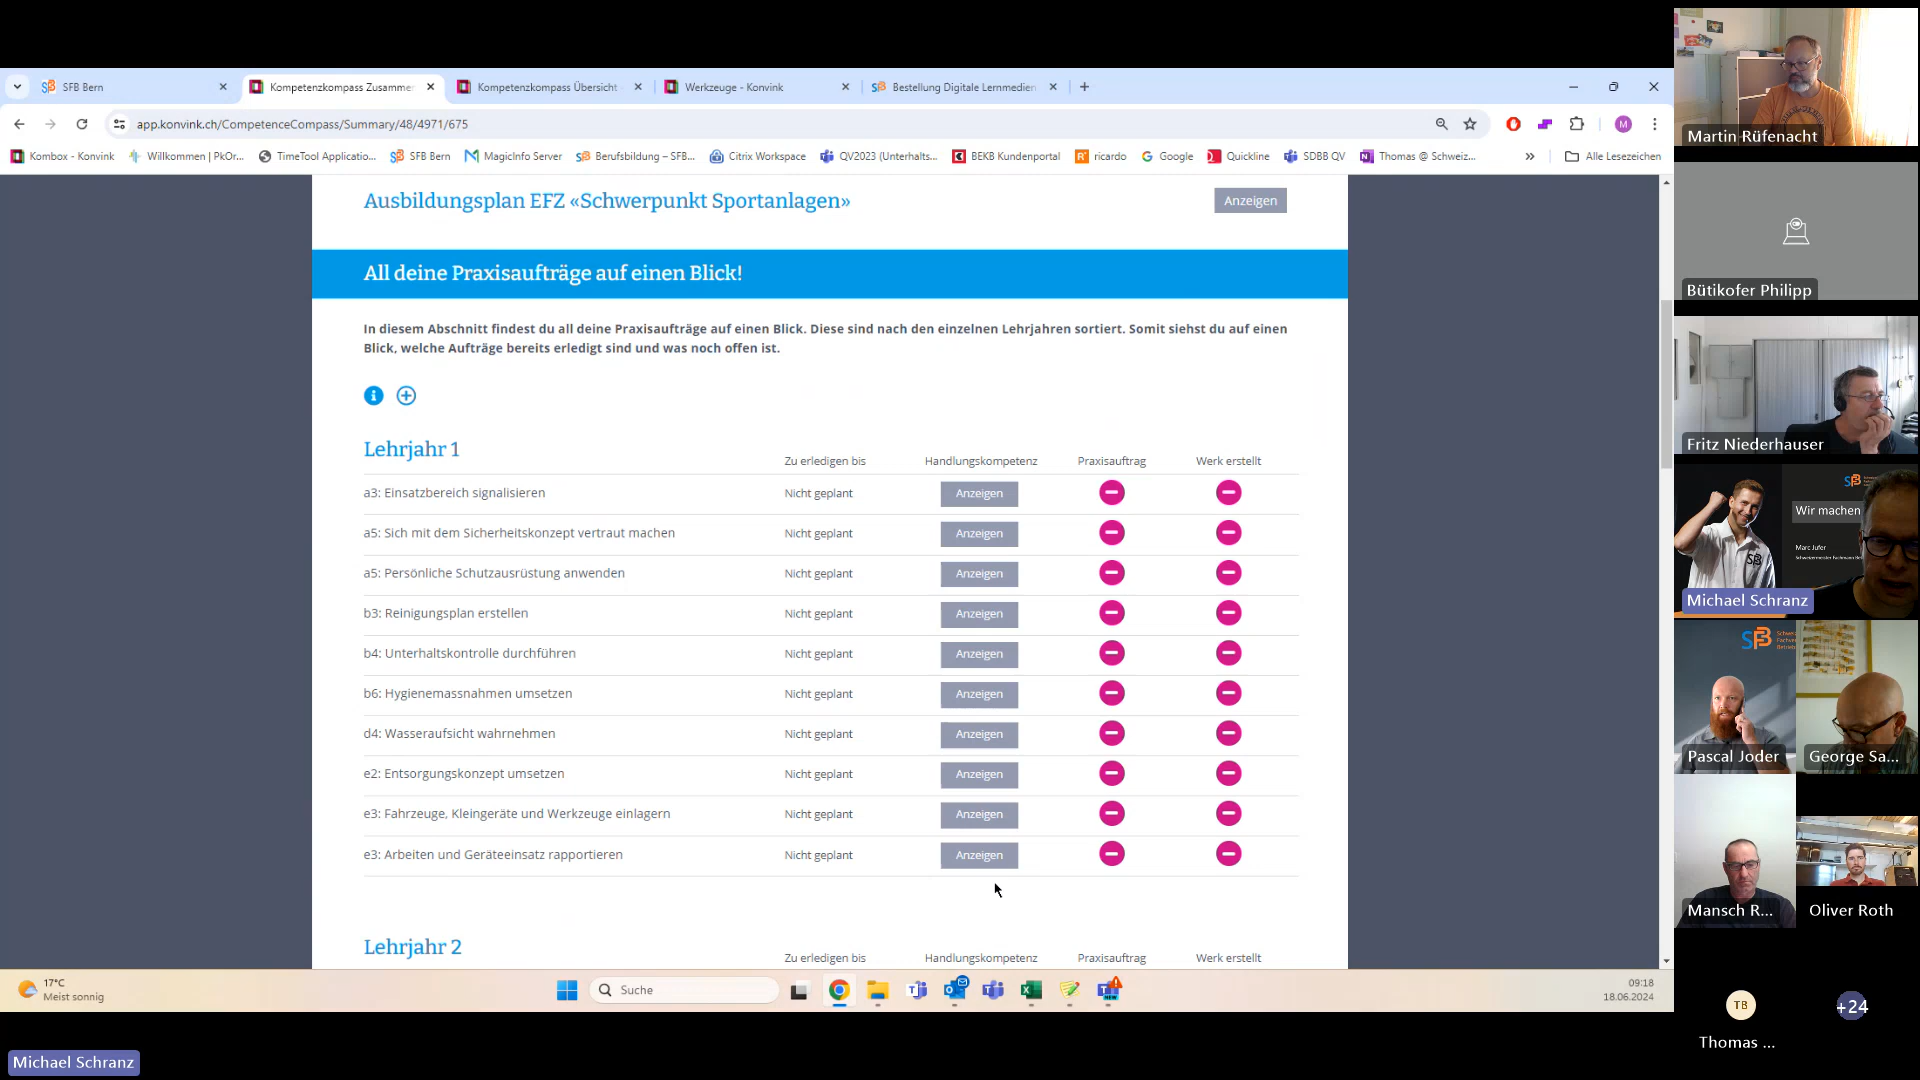 SFB Bern
Kompetenzkompass Zusammer
Kompetenzkompass Übersicht
Werkzeuge - Konvink
Bestellung Digitale Lernmedien
app.konvink.ch/CompetenceCompass/Summary/48/4971/675
M
Kombox - Konvink
Willkommen | PkOr...
TimeTool Applicatio...
SFB Bern
MagicInfo Server
Berufsbildung – SFB...
Citrix Workspace
QV2023 (Unterhalts...
BEKB Kundenportal
ricardo
Google
Quickline
SDBB QV
Thomas @ Schweiz...
Alle Lesezeichen
Ausbildungsplan EFZ «Schwerpunkt Sportanlagen»
Anzeigen
All deine Praxisaufträge auf einen Blick!
In diesem Abschnitt findest du all deine Praxisaufträge auf einen Blick. Diese sind nach den einzelnen Lehrjahren sortiert. Somit siehst du auf einen
Blick, welche Aufträge bereits erledigt sind und was noch offen ist.
Lehrjahr 1
Zu erledigen bis Handlungskompetenz Praxisauftrag Werk erstellt
a3: Einsatzbereich signalisieren Nicht geplant Anzeigen
a5: Sich mit dem Sicherheitskonzept vertraut machen Nicht geplant Anzeigen
a5: Persönliche Schutzausrüstung anwenden Nicht geplant Anzeigen
b3: Reinigungsplan erstellen Nicht geplant Anzeigen
b4: Unterhaltskontrolle durchführen Nicht geplant Anzeigen
b6: Hygienemassnahmen umsetzen Nicht geplant Anzeigen
d4: Wasseraufsicht wahrnehmen Nicht geplant Anzeigen
e2: Entsorgungskonzept umsetzen Nicht geplant Anzeigen
e3: Fahrzeuge, Kleingeräte und Werkzeuge einlagern Nicht geplant Anzeigen
e3: Arbeiten und Geräteeinsatz rapportieren Nicht geplant Anzeigen
Lehrjahr 2
Zu erledigen bis Handlungskompetenz Praxisauftrag Werk erstellt
17°C
Meist sonnig
Suche
09:18
18.06.2024
Michael Schranz
Martin Rüfenacht
Bütikofer Philipp
Fritz Niederhauser
Wir machen
Marc Jufer
Michael Schranz
Pascal Joder
George Sa...
Mansch R...
Oliver Roth
TB
+24
Thomas ...